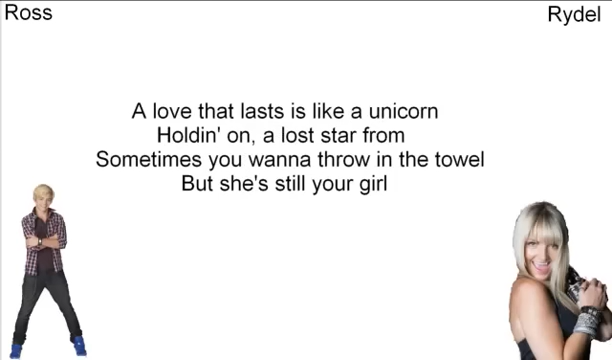 Ross
Rydel
A love that lasts is like a unicorn
Holdin' on, a lost star from
Sometimes you wanna throw in the towel
But she's still your girl